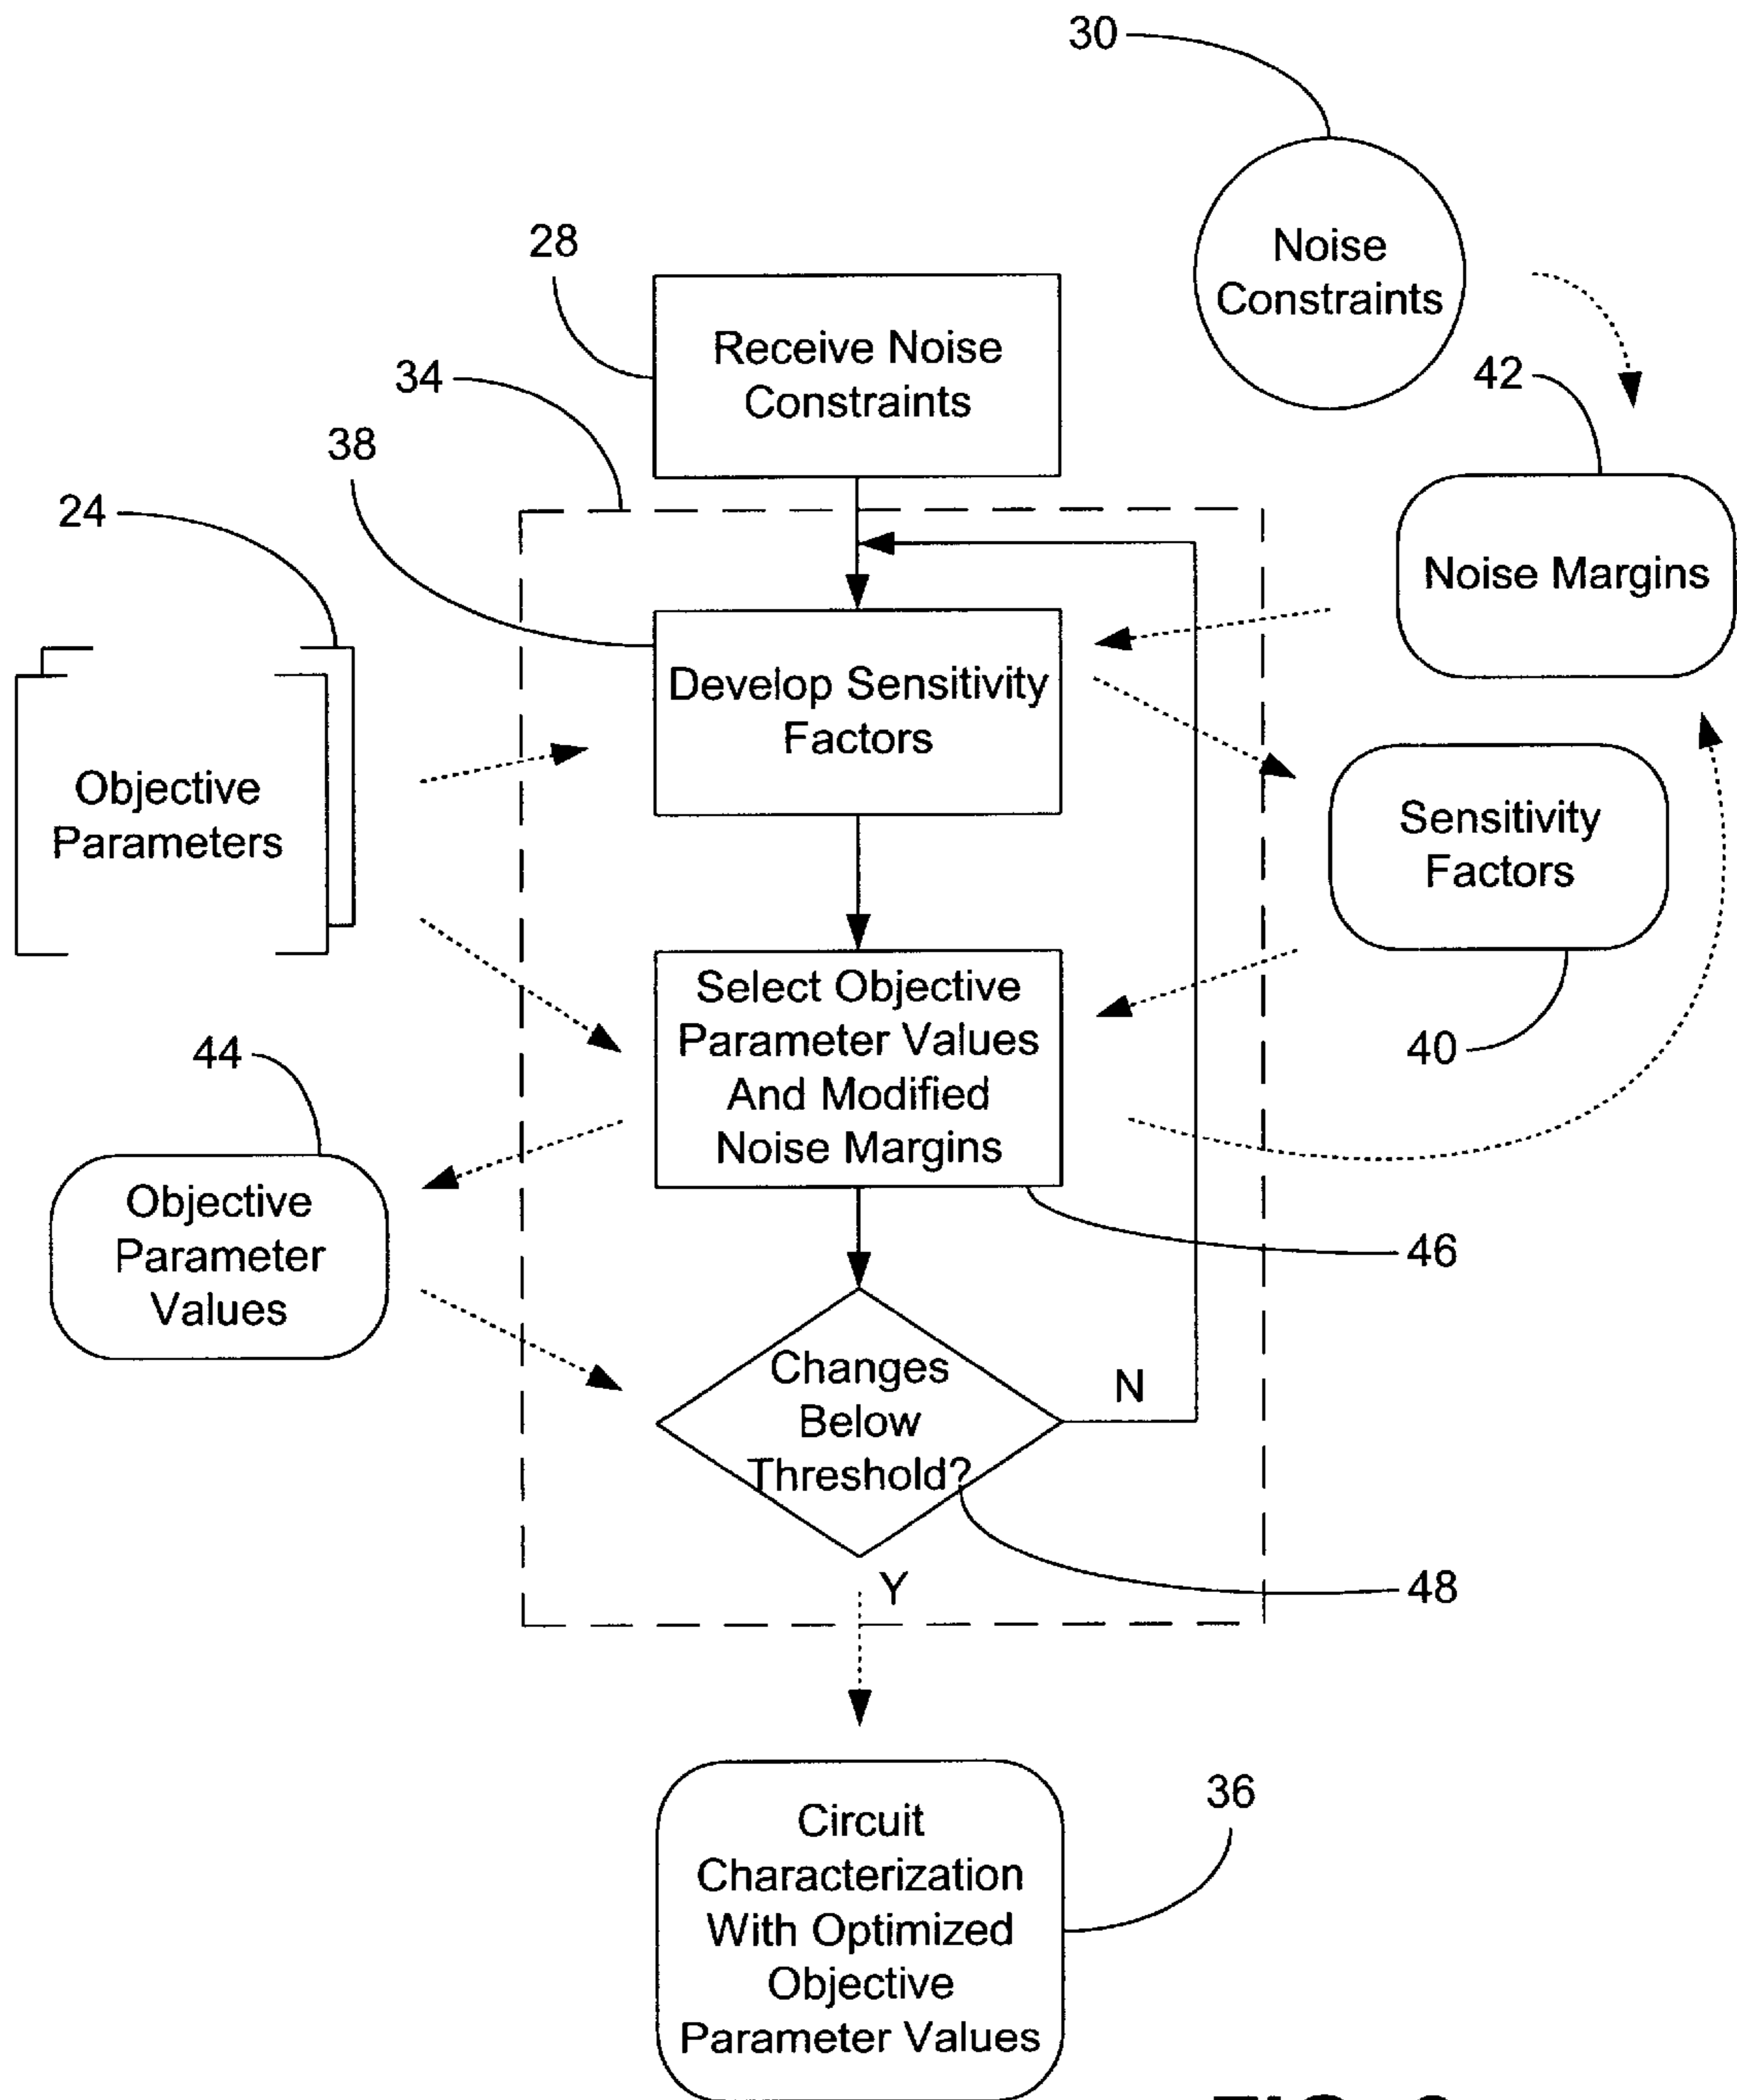 30
Noise
Constraints
28
Receive Noise
Constraints
34
42
38
24
Noise Margins
Develop Sensitivity
Factors
Objective
Parameters
Sensitivity
Factors
Select Objective
Parameter Values
And Modified
Noise Margins
40
44
Objective
Parameter
Values
46
Changes
Below
Threshold?
N
Y
48
Circuit
Characterization
With Optimized
Objective
Parameter Values
36